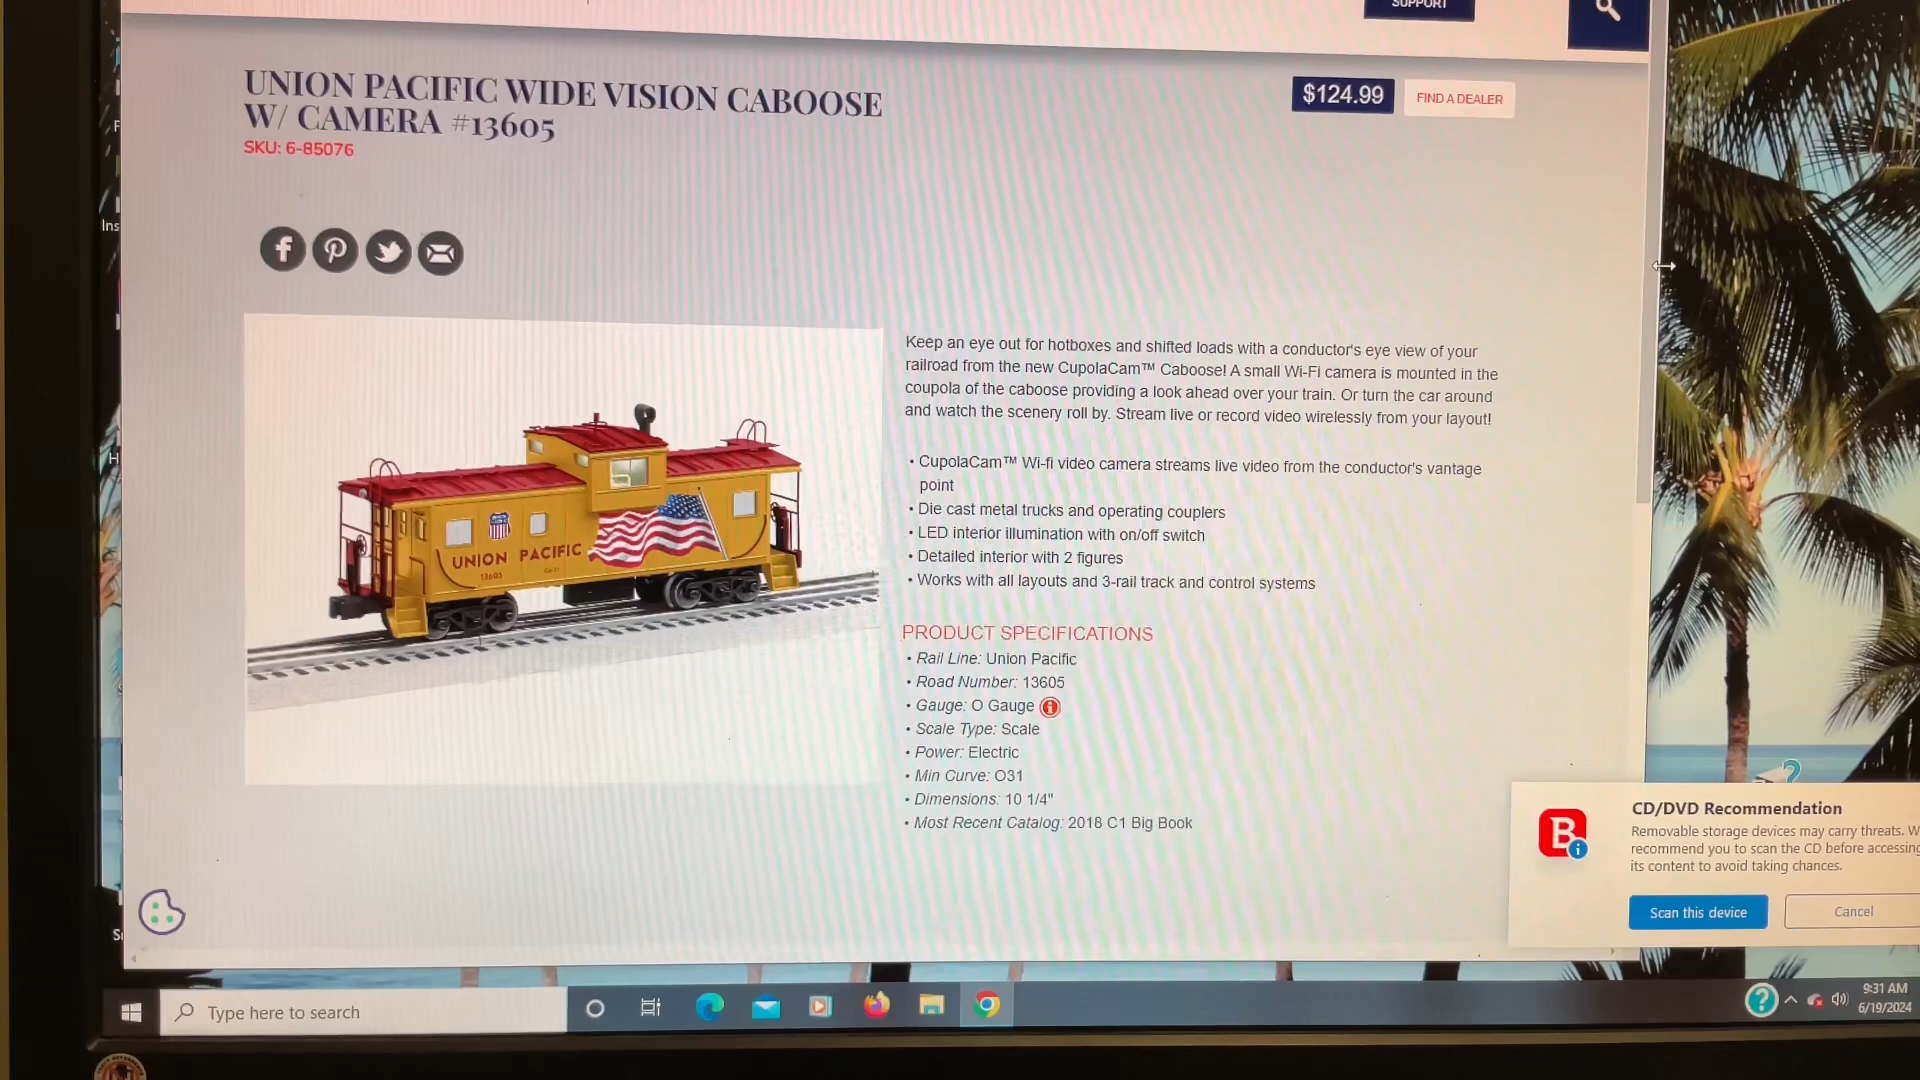 SUPPORT
UNION PACIFIC WIDE VISION CABOOSE
W/ CAMERA #13605
SKU: 6-85076
$124.99
FIND A DEALER
Ins
Keep an eye out for hotboxes and shifted loads with a conductor's eye view of your
railroad from the new CupolaCam™ Caboose! A small Wi-Fi camera is mounted in the
coupola of the caboose providing a look ahead over your train. Or turn the car around
and watch the scenery roll by. Stream live or record video wirelessly from your layout!
• CupolaCam™ Wi-fi video camera streams live video from the conductor's vantage
point
• Die cast metal trucks and operating couplers
• LED interior illumination with on/off switch
• Detailed interior with 2 figures
• Works with all layouts and 3-rail track and control systems
UNION PACIFIC
13605
PRODUCT SPECIFICATIONS
• Rail Line: Union Pacific
• Road Number: 13605
• Gauge: O Gauge
• Scale Type: Scale
• Power: Electric
• Min Curve: O31
• Dimensions: 10 1/4"
• Most Recent Catalog: 2018 C1 Big Book
B
CD/DVD Recommendation
Removable storage devices may carry threats. W
recommend you to scan the CD before accessing
its content to avoid taking chances.
Scan this device
Cancel
Type here to search
9:31 AM
6/19/2024